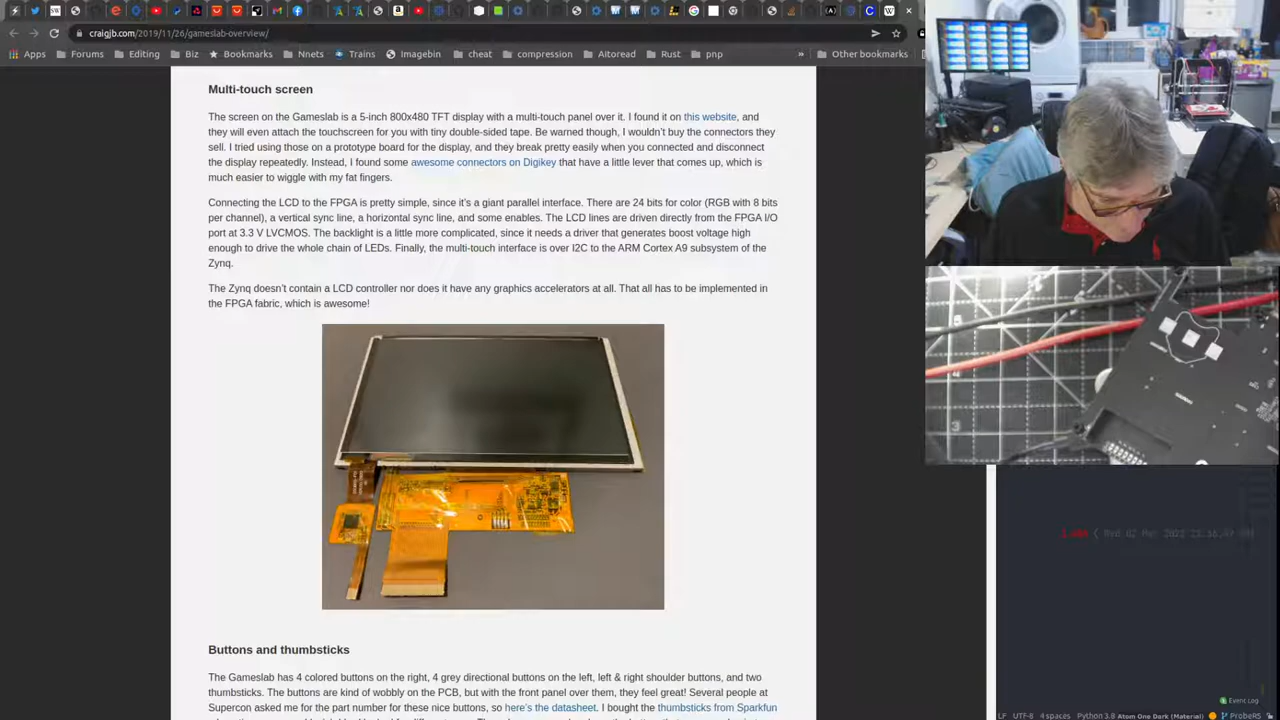 craigjb.com/2019/11/26/gameslab-overview/
Apps Forums Editing Biz Bookmarks Nnets Trains Imagebin cheat compression Aitoread Rust pnp » Other bookmarks
Multi-touch screen
The screen on the Gameslab is a 5-inch 800x480 TFT display with a multi-touch panel over it. I found it on this website, and
they will even attach the touchscreen for you with tiny double-sided tape. Be warned though, I wouldn't buy the connectors they
sell. I tried using those on a prototype board for the display, and they break pretty easily when you connected and disconnect
the display repeatedly. Instead, I found some awesome connectors on Digikey that have a little lever that comes up, which is
much easier to wiggle with my fat fingers.
Connecting the LCD to the FPGA is pretty simple, since it's a giant parallel interface. There are 24 bits for color (RGB with 8 bits
per channel), a vertical sync line, a horizontal sync line, and some enables. The LCD lines are driven directly from the FPGA I/O
port at 3.3 V LVCMOS. The backlight is a little more complicated, since it needs a driver that generates boost voltage high
enough to drive the whole chain of LEDs. Finally, the multi-touch interface is over I2C to the ARM Cortex A9 subsystem of the
Zynq.
The Zynq doesn't contain a LCD controller nor does it have any graphics accelerators at all. That all has to be implemented in
the FPGA fabric, which is awesome!
Buttons and thumbsticks
The Gameslab has 4 colored buttons on the right, 4 grey directional buttons on the left, left & right shoulder buttons, and two
thumbsticks. The buttons are kind of wobbly on the PCB, but with the front panel over them, they feel great! Several people at
Supercon asked me for the part number for these nice buttons, so here's the datasheet. I bought the thumbsticks from Sparkfun
Event Log
LF UTF-8 4 spaces Python 3.8 Atom One Dark (Material) ProbeRS